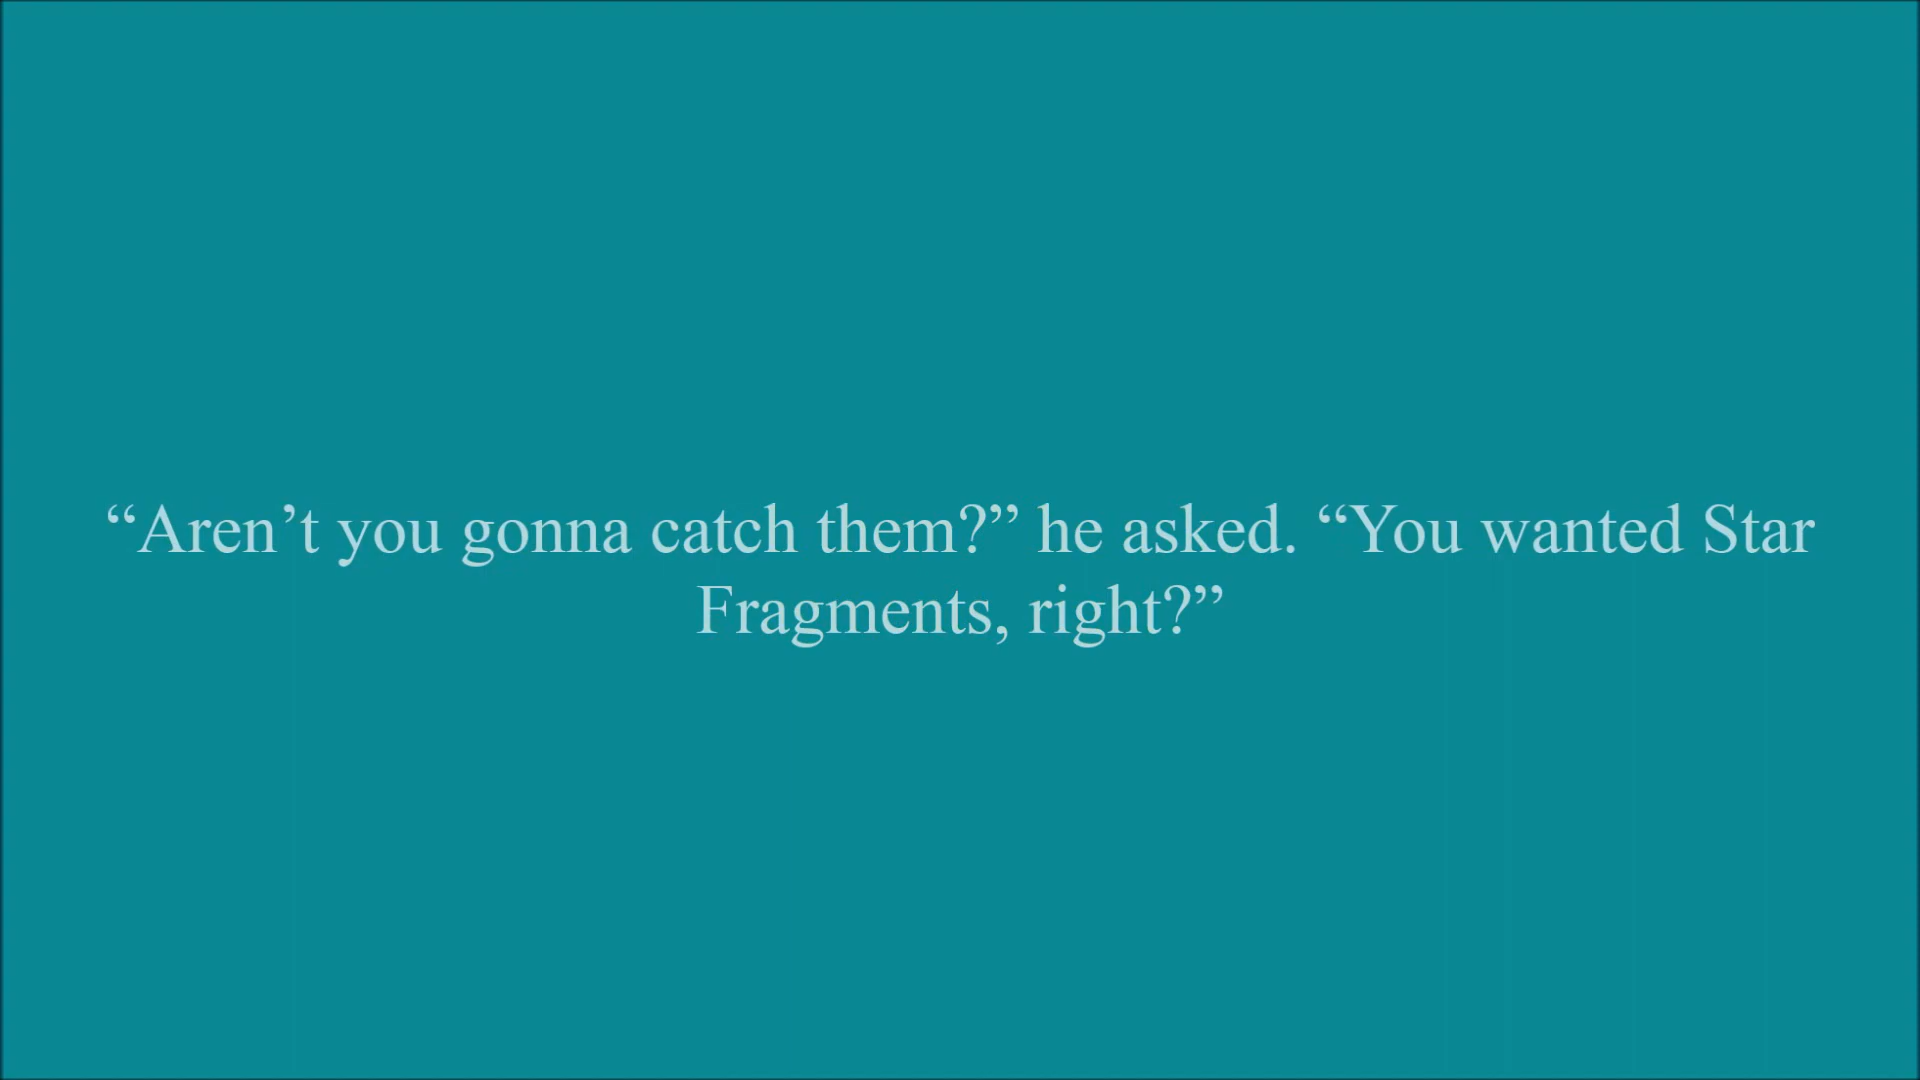 “Aren’t you gonna catch them?” he asked. “You wanted Star
Fragments, right?”